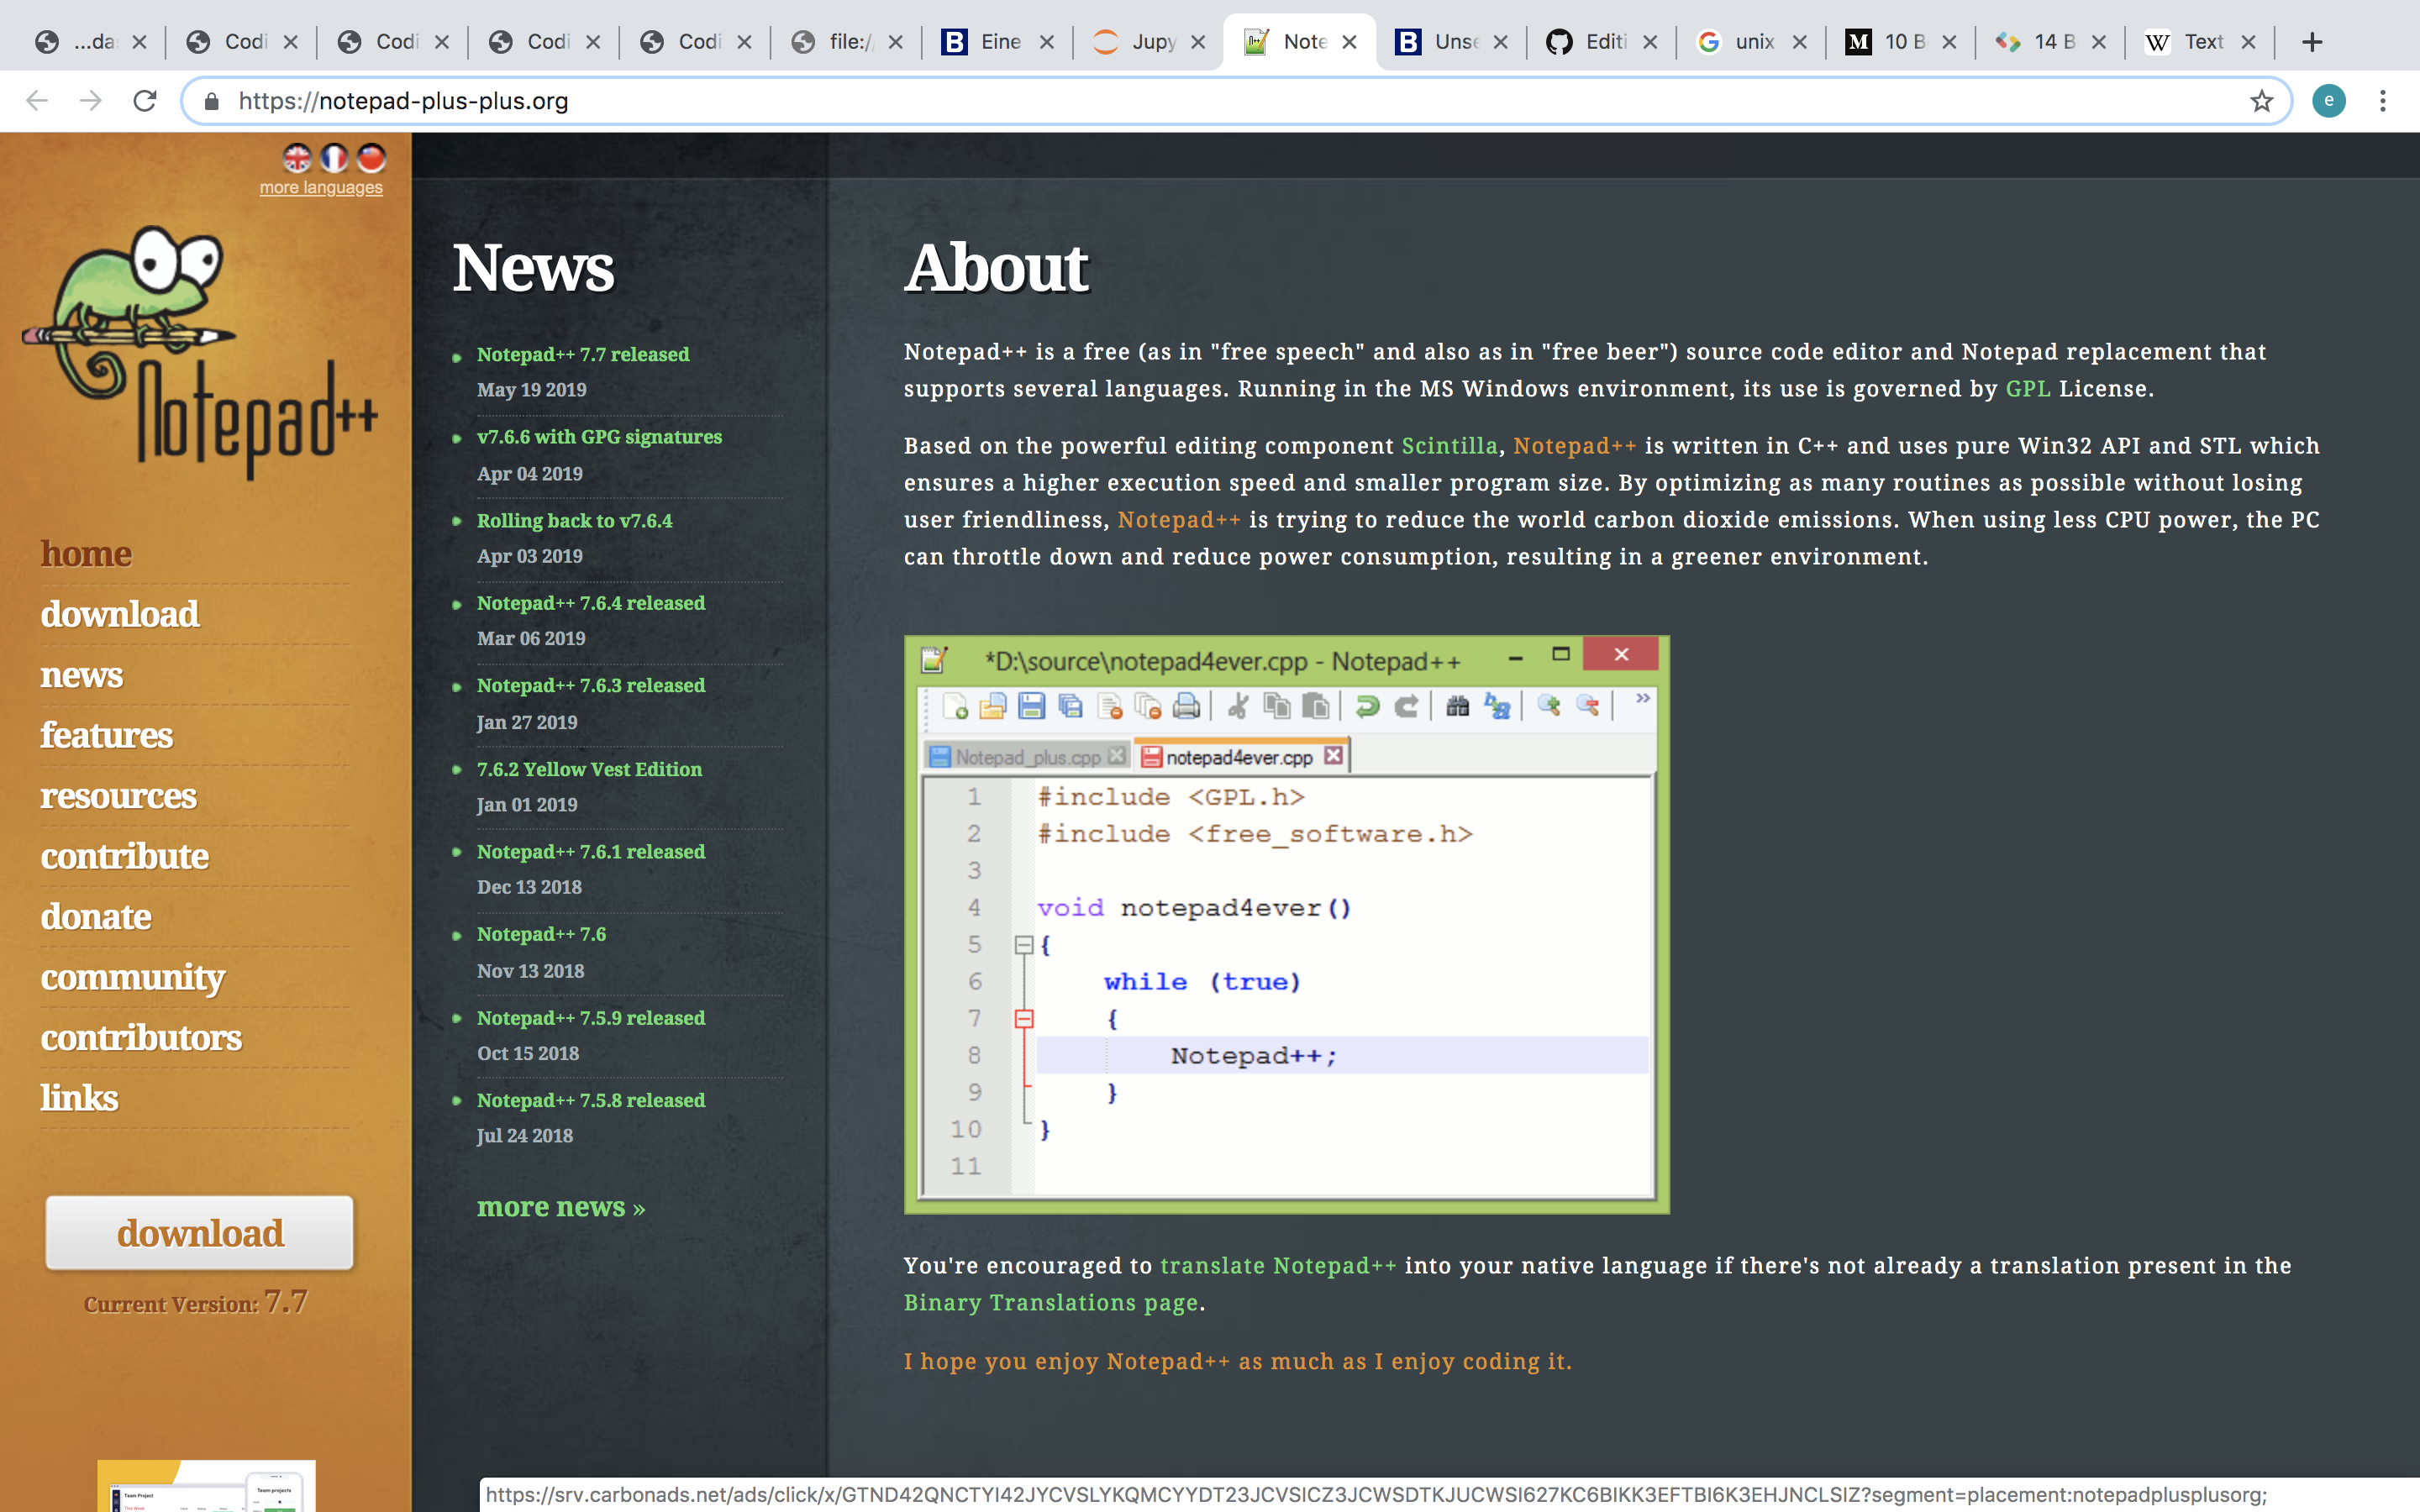 ...da
Codi
Codi
Codi
Codi
file:/
Eine
Jupy
Note
Unse
Editi
unix
10 B
14 B
Text
https://notepad-plus-plus.org
e
more languages
Notepad++
home
download
news
features
resources
contribute
donate
community
contributors
links
download
Current Version: 7.7
Team Project
Team projects
News
Notepad++ 7.7 released
May 19 2019
v7.6.6 with GPG signatures
Apr 04 2019
Rolling back to v7.6.4
Apr 03 2019
Notepad++ 7.6.4 released
Mar 06 2019
Notepad++ 7.6.3 released
Jan 27 2019
7.6.2 Yellow Vest Edition
Jan 01 2019
Notepad++ 7.6.1 released
Dec 13 2018
Notepad++ 7.6
Nov 13 2018
Notepad++ 7.5.9 released
Oct 15 2018
Notepad++ 7.5.8 released
Jul 24 2018
more news »
About
Notepad++ is a free (as in "free speech" and also as in "free beer") source code editor and Notepad replacement that
supports several languages. Running in the MS Windows environment, its use is governed by GPL License.
Based on the powerful editing component Scintilla, Notepad++ is written in C++ and uses pure Win32 API and STL which
ensures a higher execution speed and smaller program size. By optimizing as many routines as possible without losing
user friendliness, Notepad++ is trying to reduce the world carbon dioxide emissions. When using less CPU power, the PC
can throttle down and reduce power consumption, resulting in a greener environment.
*D:\source\notepad4ever.cpp - Notepad++
Notepad_plus.cpp
notepad4ever.cpp
1 #include <GPL.h>
2 #include <free_software.h>
3
4 void notepad4ever()
5 {
6 while (true)
7 {
8 Notepad++;
9 }
10 }
11
You're encouraged to translate Notepad++ into your native language if there's not already a translation present in the
Binary Translations page.
I hope you enjoy Notepad++ as much as I enjoy coding it.
https://srv.carbonads.net/ads/click/x/GTND42QNCTYI42JYCVSLYKQMCYYDT23JCVSICZ3JCWSDTKJUCWSI627KC6BIKK3EFTBI6K3EHJNCLSIZ?segment=placement:notepadplusplusorg;